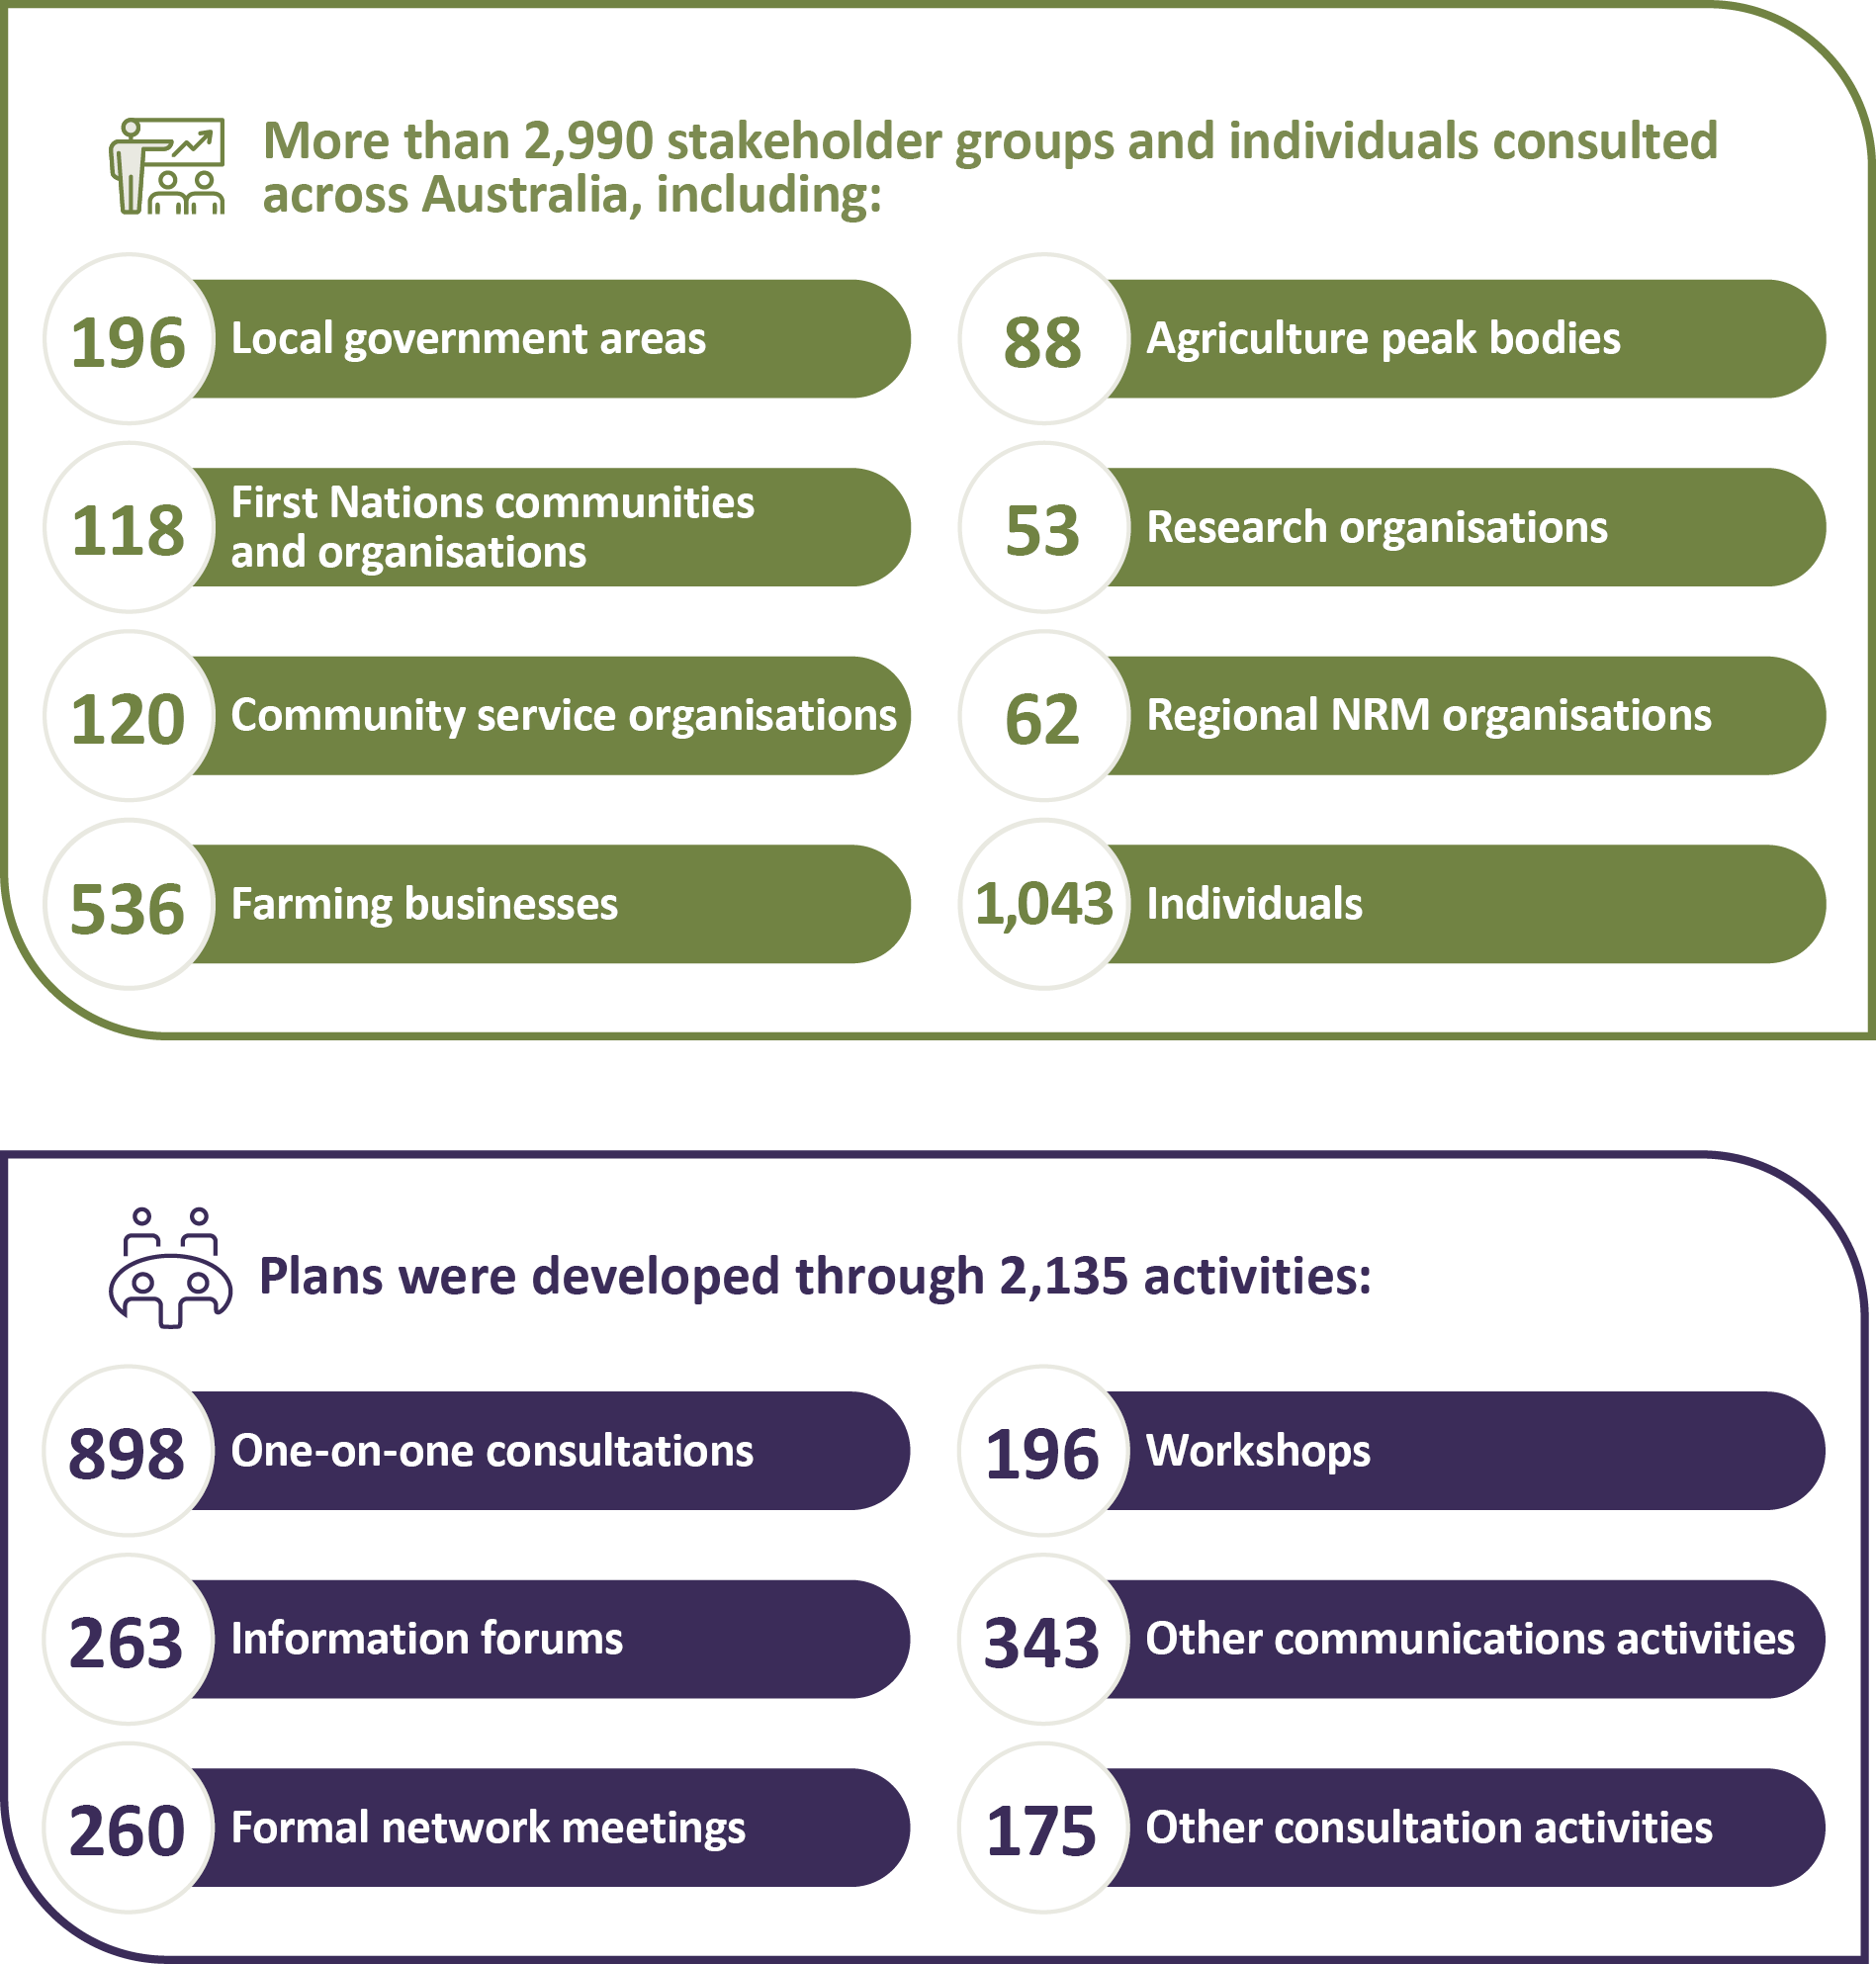 More than 2,990 stakeholder groups and individuals consulted
across Australia, including:
196 Local government areas
88 Agriculture peak bodies
118 First Nations communities
and organisations
53 Research organisations
120 Community service organisations
62 Regional NRM organisations
536 Farming businesses
1,043 Individuals
Plans were developed through 2,135 activities:
898 One-on-one consultations
196 Workshops
263 Information forums
343 Other communications activities
260 Formal network meetings
175 Other consultation activities